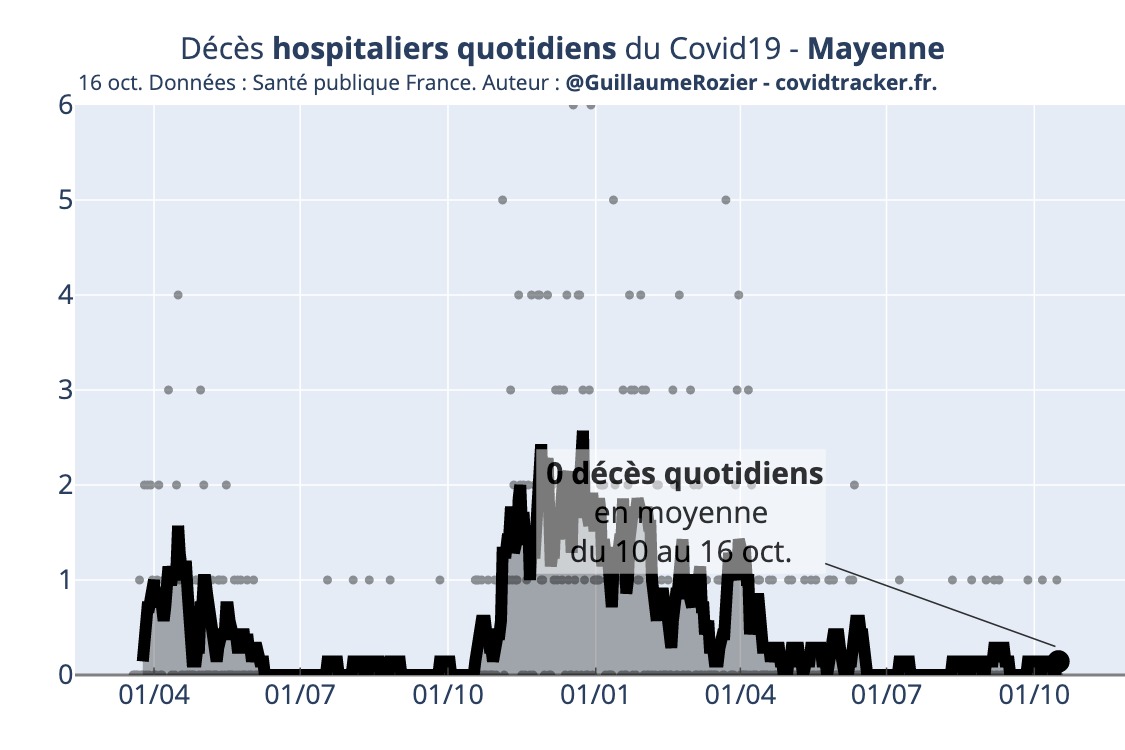 Décès hospitaliers quotidiens du Covid19 - Mayenne
16 oct. Données : Santé publique France. Auteur : @GuillaumeRozier - covidtracker.fr.
6
5
4
3
2
1
0
0 décès quotidiens
en moyenne
du 10 au 16 oct.
01/04 01/07 01/10 01/01 01/04 01/07 01/10